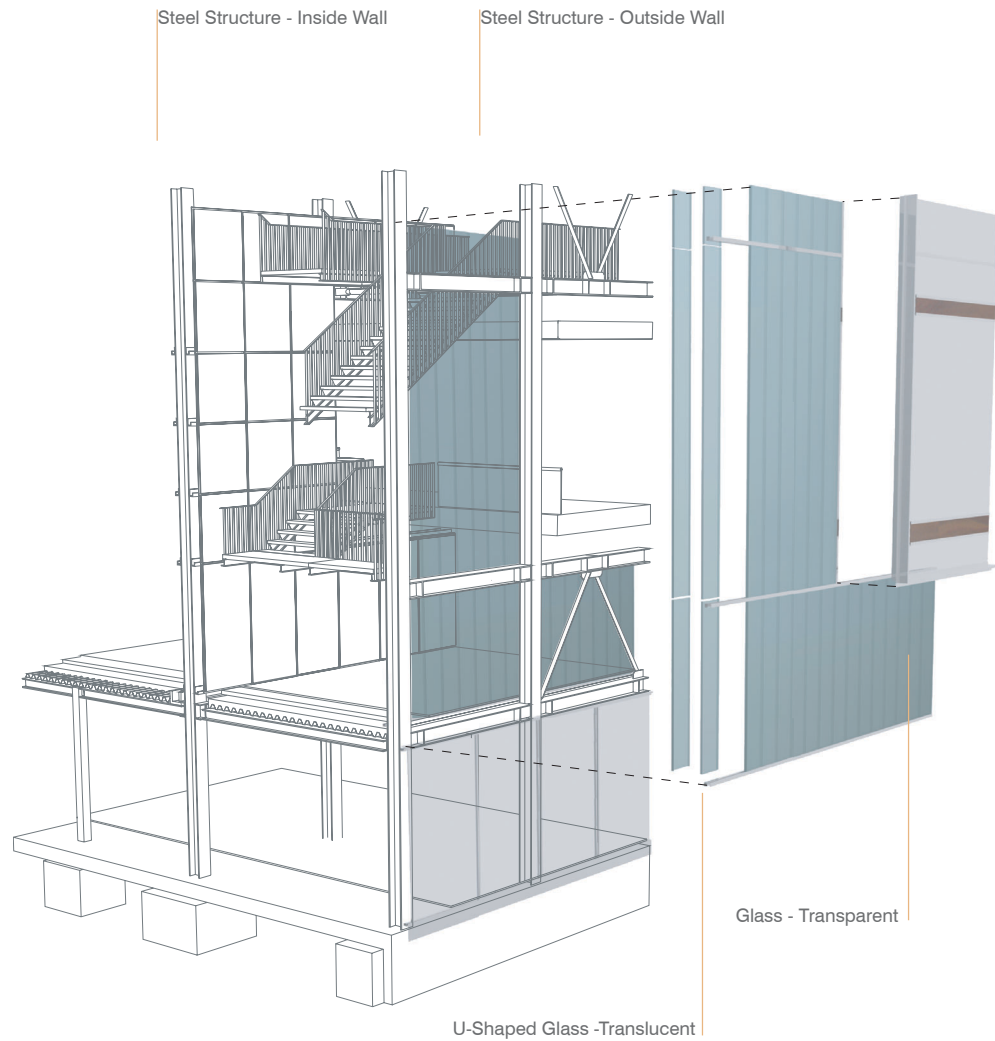 Steel Structure - Inside Wall
Steel Structure - Outside Wall
Glass - Transparent
U-Shaped Glass -Translucent